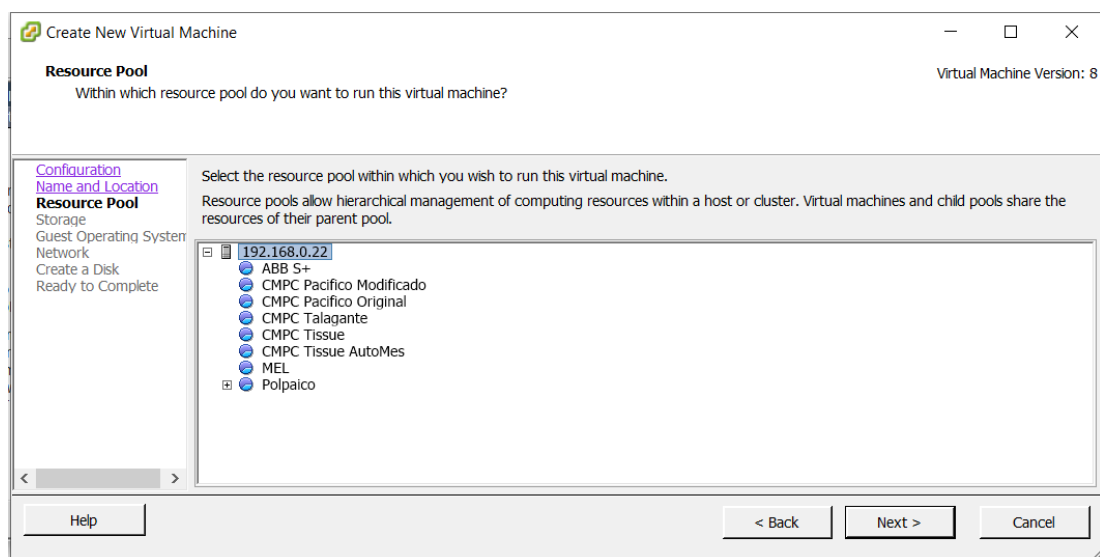 Create New Virtual Machine
Resource Pool
Within which resource pool do you want to run this virtual machine?
Virtual Machine Version: 8
Configuration
Name and Location
Resource Pool
Storage
Guest Operating System
Network
Create a Disk
Ready to Complete
Select the resource pool within which you wish to run this virtual machine.
Resource pools allow hierarchical management of computing resources within a host or cluster. Virtual machines and child pools share the
resources of their parent pool.
192.168.0.22
ABB S+
CMPC Pacifico Modificado
CMPC Pacifico Original
CMPC Talagante
CMPC Tissue
CMPC Tissue AutoMes
MEL
Polpaico
Help
< Back
Next >
Cancel